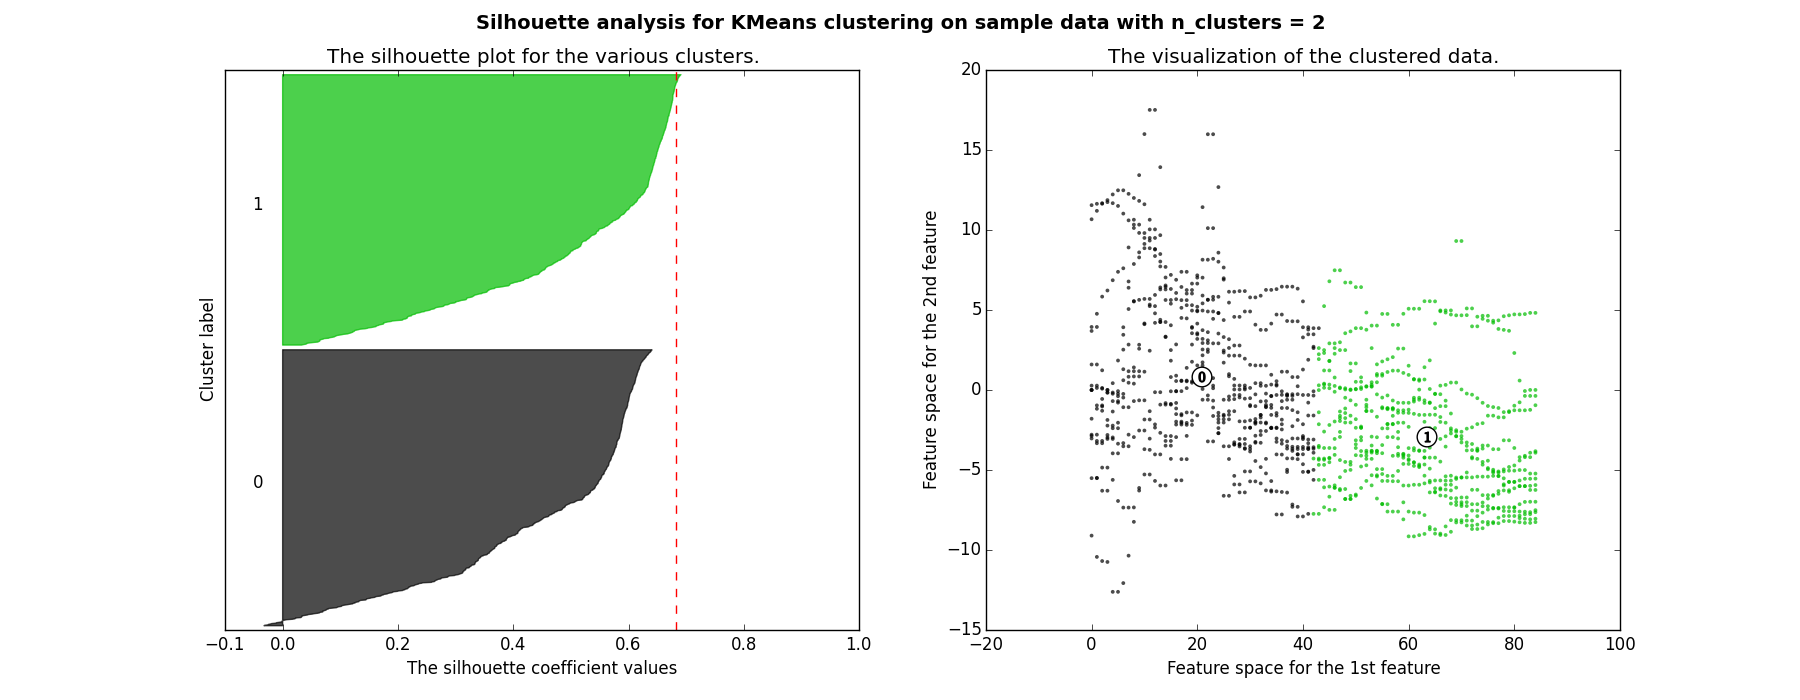 Silhouette analysis for KMeans clustering on sample data with n_clusters = 2
The silhouette plot for the various clusters.
Cluster label
1
0
−0.1 0.0 0.2 0.4 0.6 0.8 1.0
The silhouette coefficient values
The visualization of the clustered data.
Feature space for the 2nd feature
20
15
10
5
0
−5
−10
−15
0
1
−20 0 20 40 60 80 100
Feature space for the 1st feature